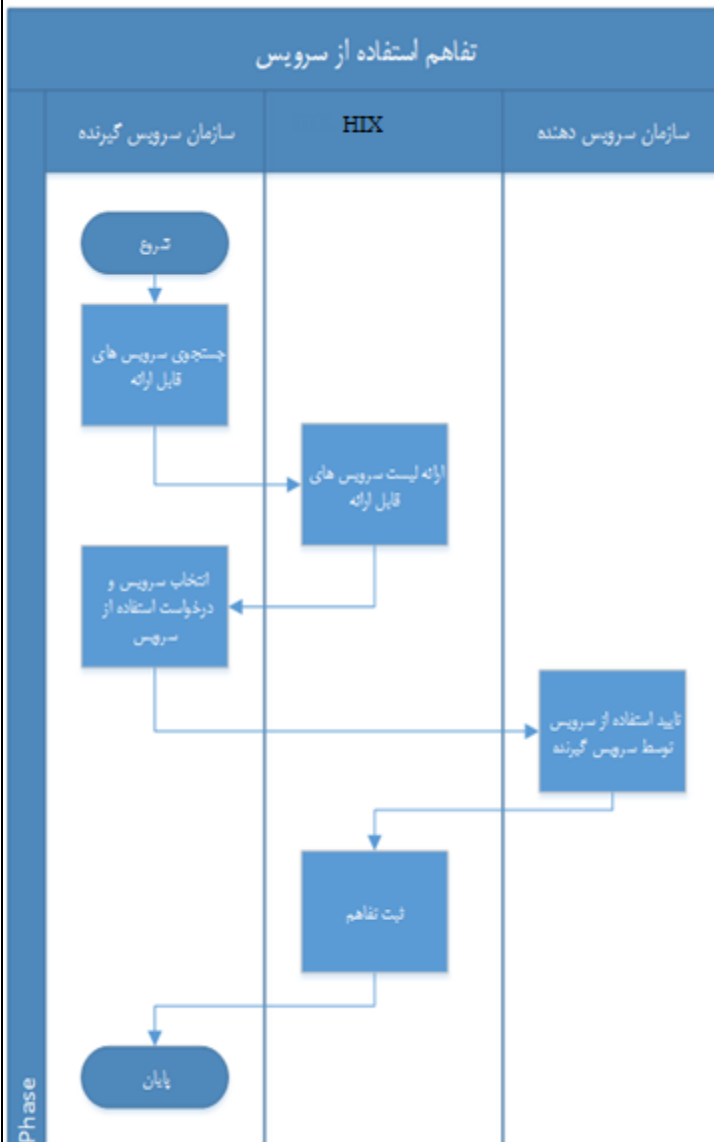 تفاهم استفاده از سرویس
سازمان سرویس دهنده
HIX
سازمان سرویس گیرنده
شروع
جستجوی سرویس های
قابل ارائه
ارائه لیست سرویس های
قابل ارائه
انتخاب سرویس و
درخواست استفاده از
سرویس
تایید استفاده از سرویس
توسط سرویس گیرنده
ثبت تفاهم
پایان
Phase